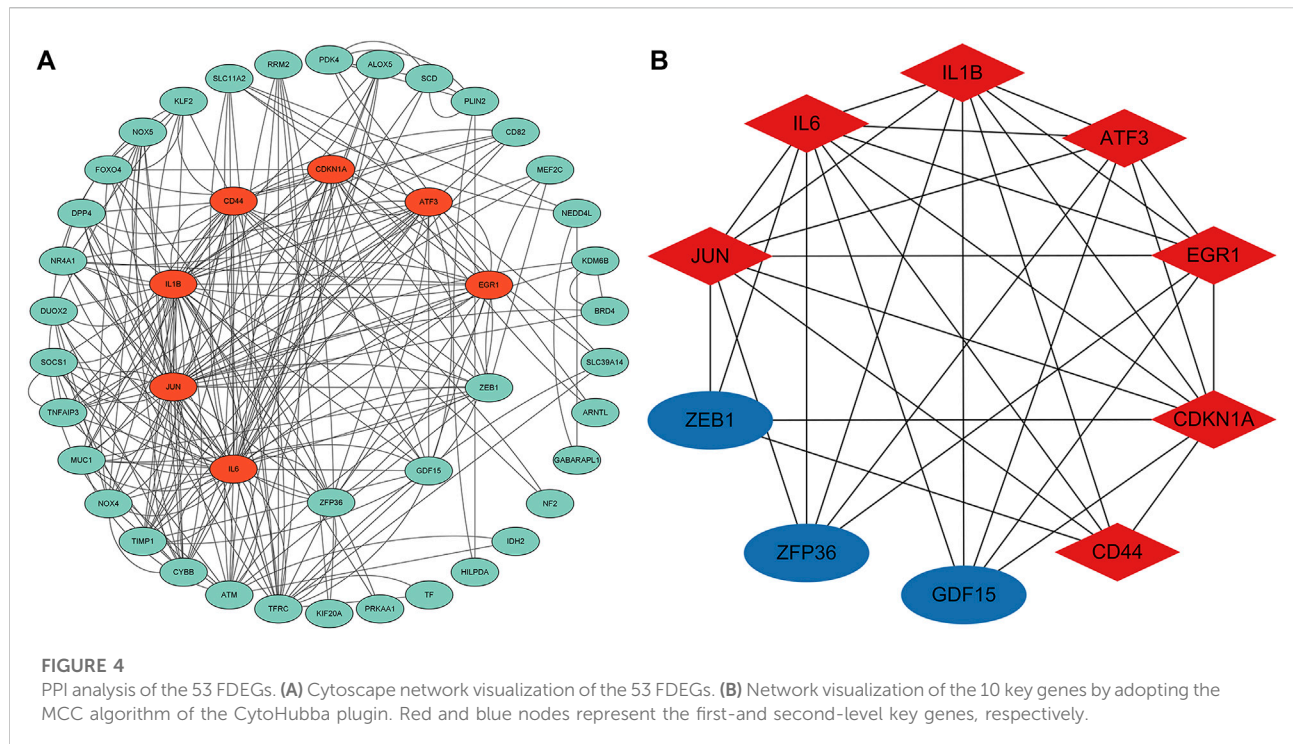 A
B
RRM2
PDK4
ALOX5
SLC11A2
SCD
KLF2
PLIN2
NOX5
CD82
FOXO4
CDKN1A
MEF2C
DPP4
CD44
ATF3
NEDD4L
NR4A1
KDM6B
IL1B
EGR1
DUOX2
BRD4
SOCS1
SLC39A14
JUN
ZEB1
TNFAIP3
ARNTL
MUC1
IL6
GDF15
GABARAPL1
NOX4
ZFP36
NF2
TIMP1
IDH2
CYBB
HILPDA
ATM
TF
TFRC
KIF20A
PRKAA1
IL1B
IL6
ATF3
JUN
EGR1
ZEB1
CDKN1A
ZFP36
CD44
GDF15
FIGURE 4
PPI analysis of the 53 FDEGs. (A) Cytoscape network visualization of the 53 FDEGs. (B) Network visualization of the 10 key genes by adopting the
MCC algorithm of the CytoHubba plugin. Red and blue nodes represent the first-and second-level key genes, respectively.